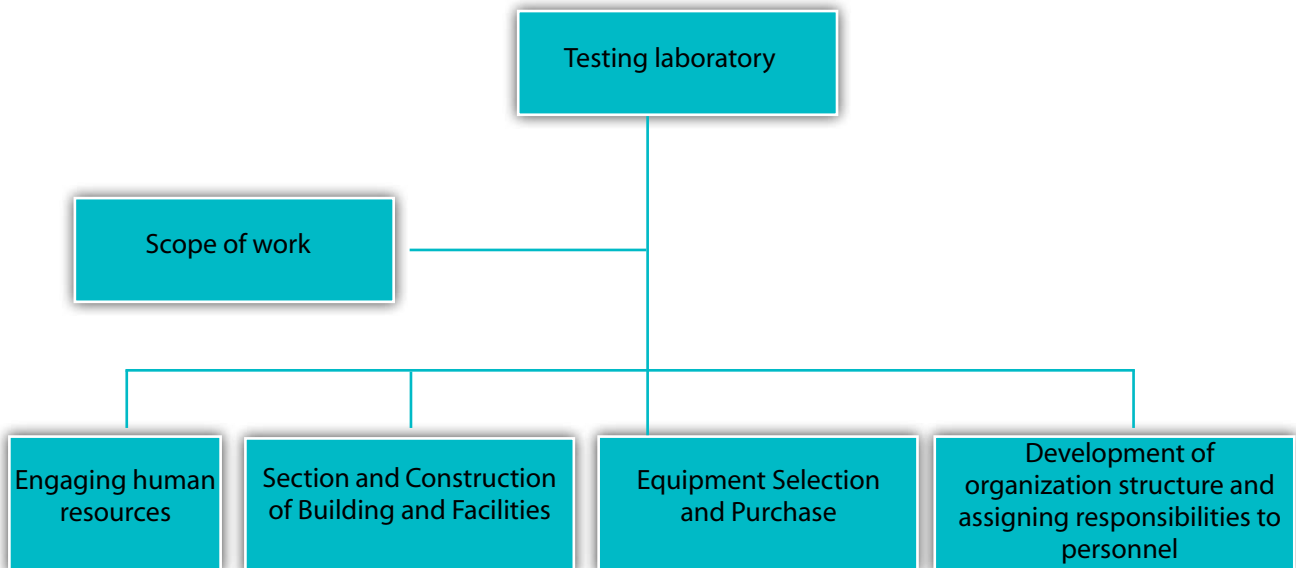 Testing laboratory
Scope of work
Engaging human
resources
Section and Construction
of Building and Facilities
Equipment Selection
and Purchase
Development of
organization structure and
assigning responsibilities to
personnel